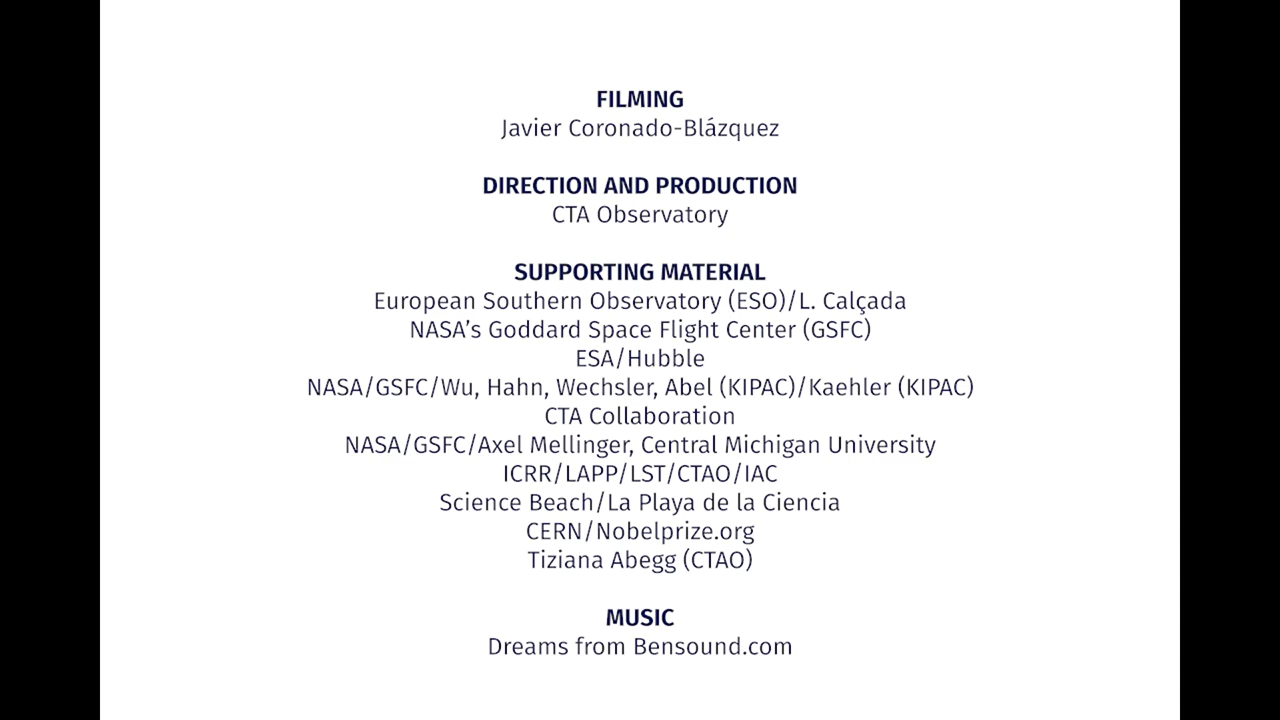 FILMING
Javier Coronado-Blázquez
DIRECTION AND PRODUCTION
CTA Observatory
SUPPORTING MATERIAL
European Southern Observatory (ESO)/L. Calçada
NASA’s Goddard Space Flight Center (GSFC)
ESA/Hubble
NASA/GSFC/Wu, Hahn, Wechsler, Abel (KIPAC)/Kaehler (KIPAC)
CTA Collaboration
NASA/GSFC/Axel Mellinger, Central Michigan University
ICRR/LAPP/LST/CTAO/IAC
Science Beach/La Playa de la Ciencia
CERN/Nobelprize.org
Tiziana Abegg (CTAO)
MUSIC
Dreams from Bensound.com